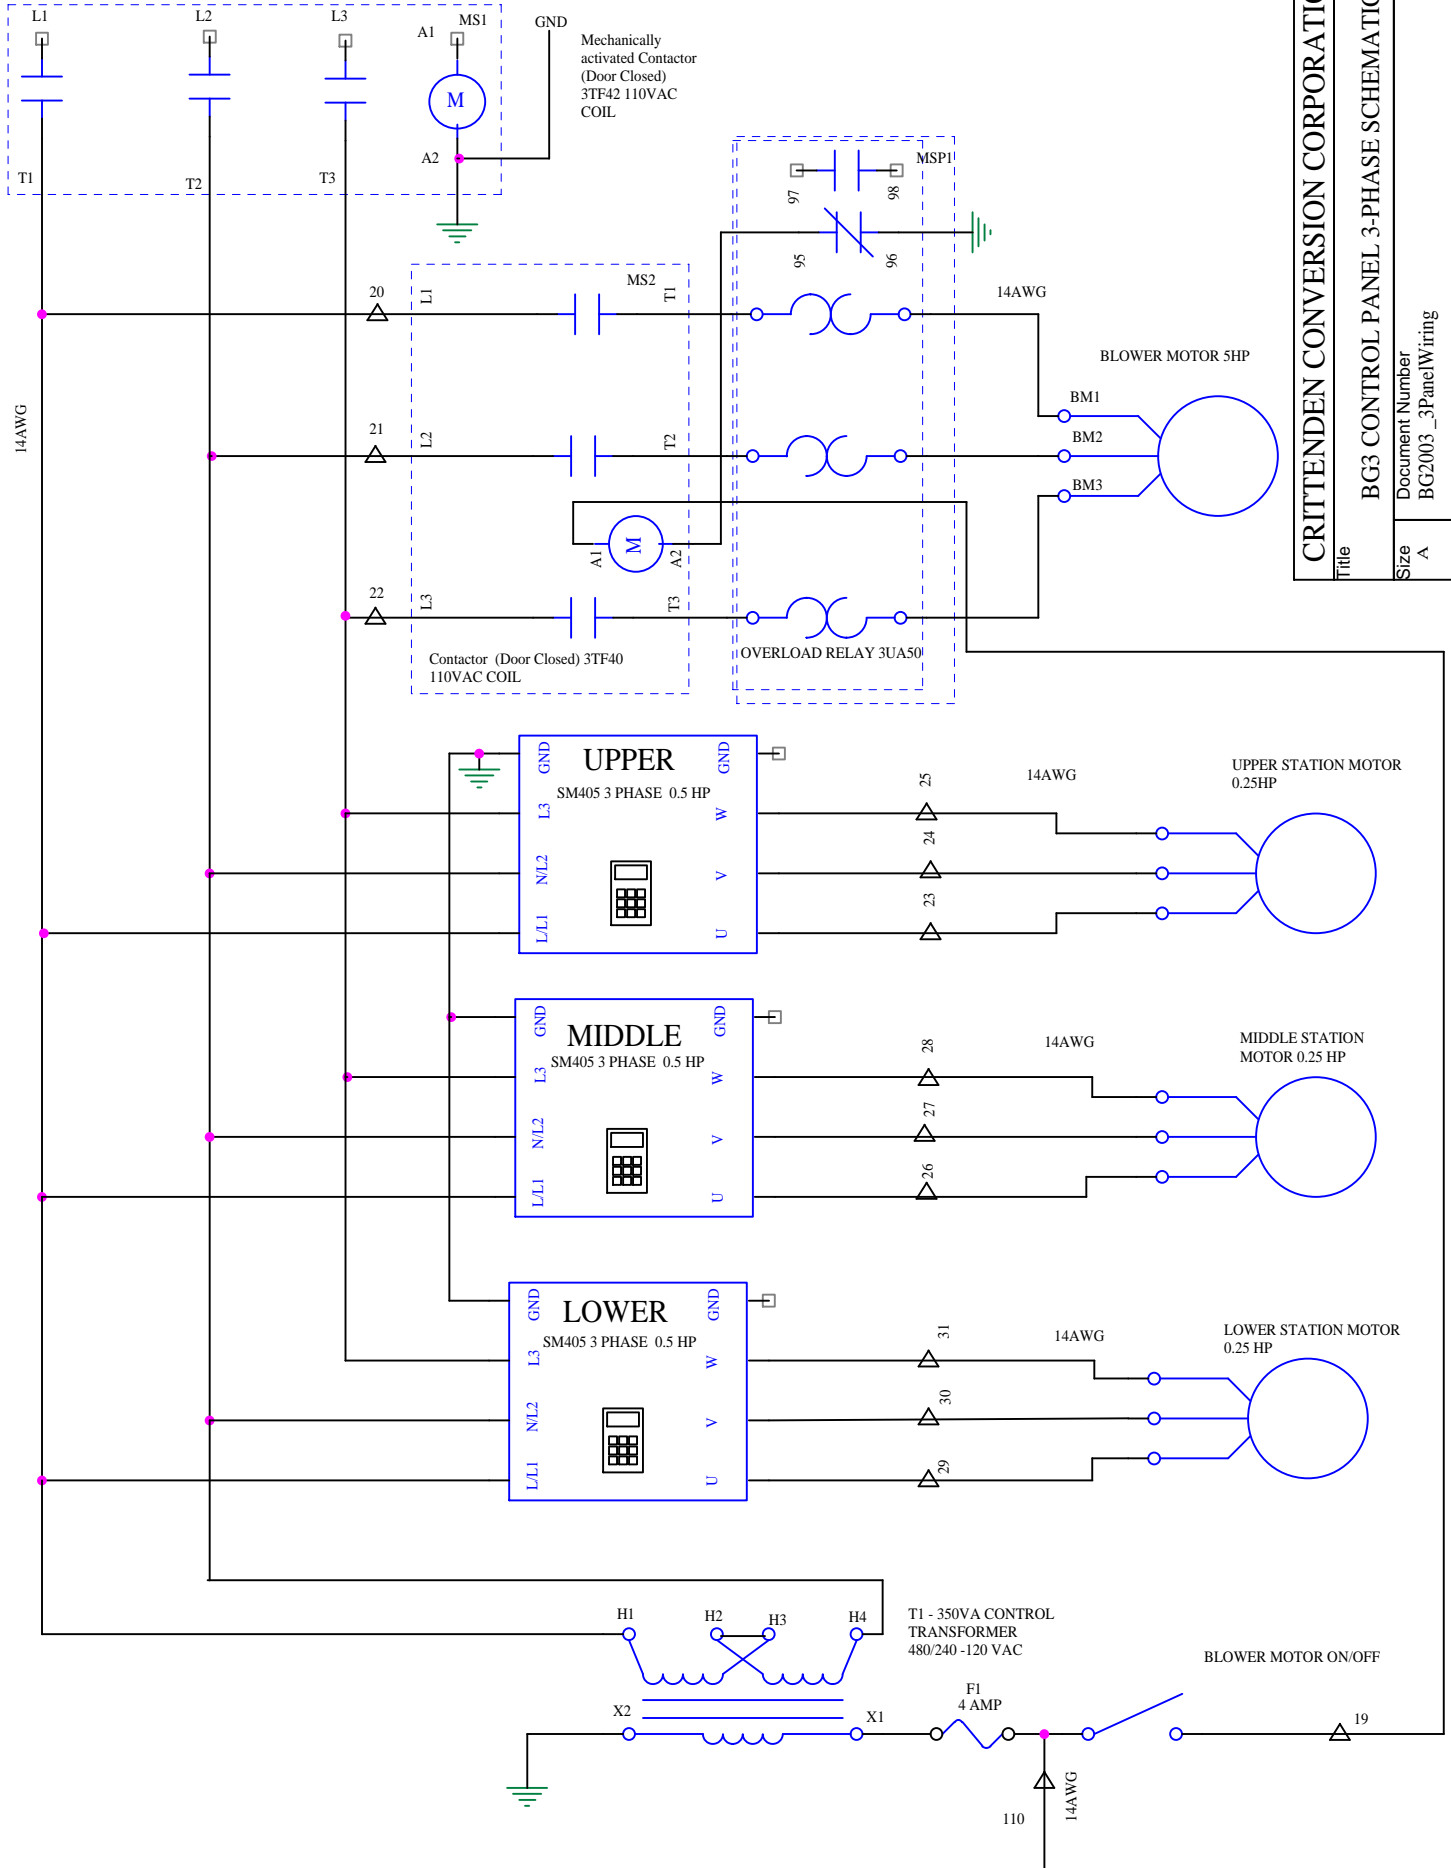 L1
L2
L3
A1
MS1
GND
Mechanically
activated Contactor
(Door Closed)
3TF42 110VAC
COIL
M
A2
T1
T2
T3
MSP1
97
98
95
96
MS2
20
L1
T1
14AWG
BLOWER MOTOR 5HP
14AWG
21
L2
T2
BM1
BM2
BM3
A1
M
A2
22
L3
T3
Contactor (Door Closed) 3TF40
110VAC COIL
OVERLOAD RELAY 3UA50
CRITTENDEN CONVERSION CORPORATIO
Title
BG3 CONTROL PANEL 3-PHASE SCHEMATIC
Size
A
Document Number
BG2003_3PanelWiring
GND
UPPER
GND
SM405 3 PHASE 0.5 HP
L3
W
N/L2
V
L/L1
U
25
24
23
14AWG
UPPER STATION MOTOR
0.25HP
GND
MIDDLE
GND
SM405 3 PHASE 0.5 HP
L3
W
N/L2
V
L/L1
U
28
27
26
14AWG
MIDDLE STATION
MOTOR 0.25 HP
GND
LOWER
GND
SM405 3 PHASE 0.5 HP
L3
W
N/L2
V
L/L1
U
31
30
29
14AWG
LOWER STATION MOTOR
0.25 HP
H1
H2
H3
H4
T1 - 350VA CONTROL
TRANSFORMER
480/240 -120 VAC
BLOWER MOTOR ON/OFF
X2
X1
F1
4 AMP
19
110
14AWG